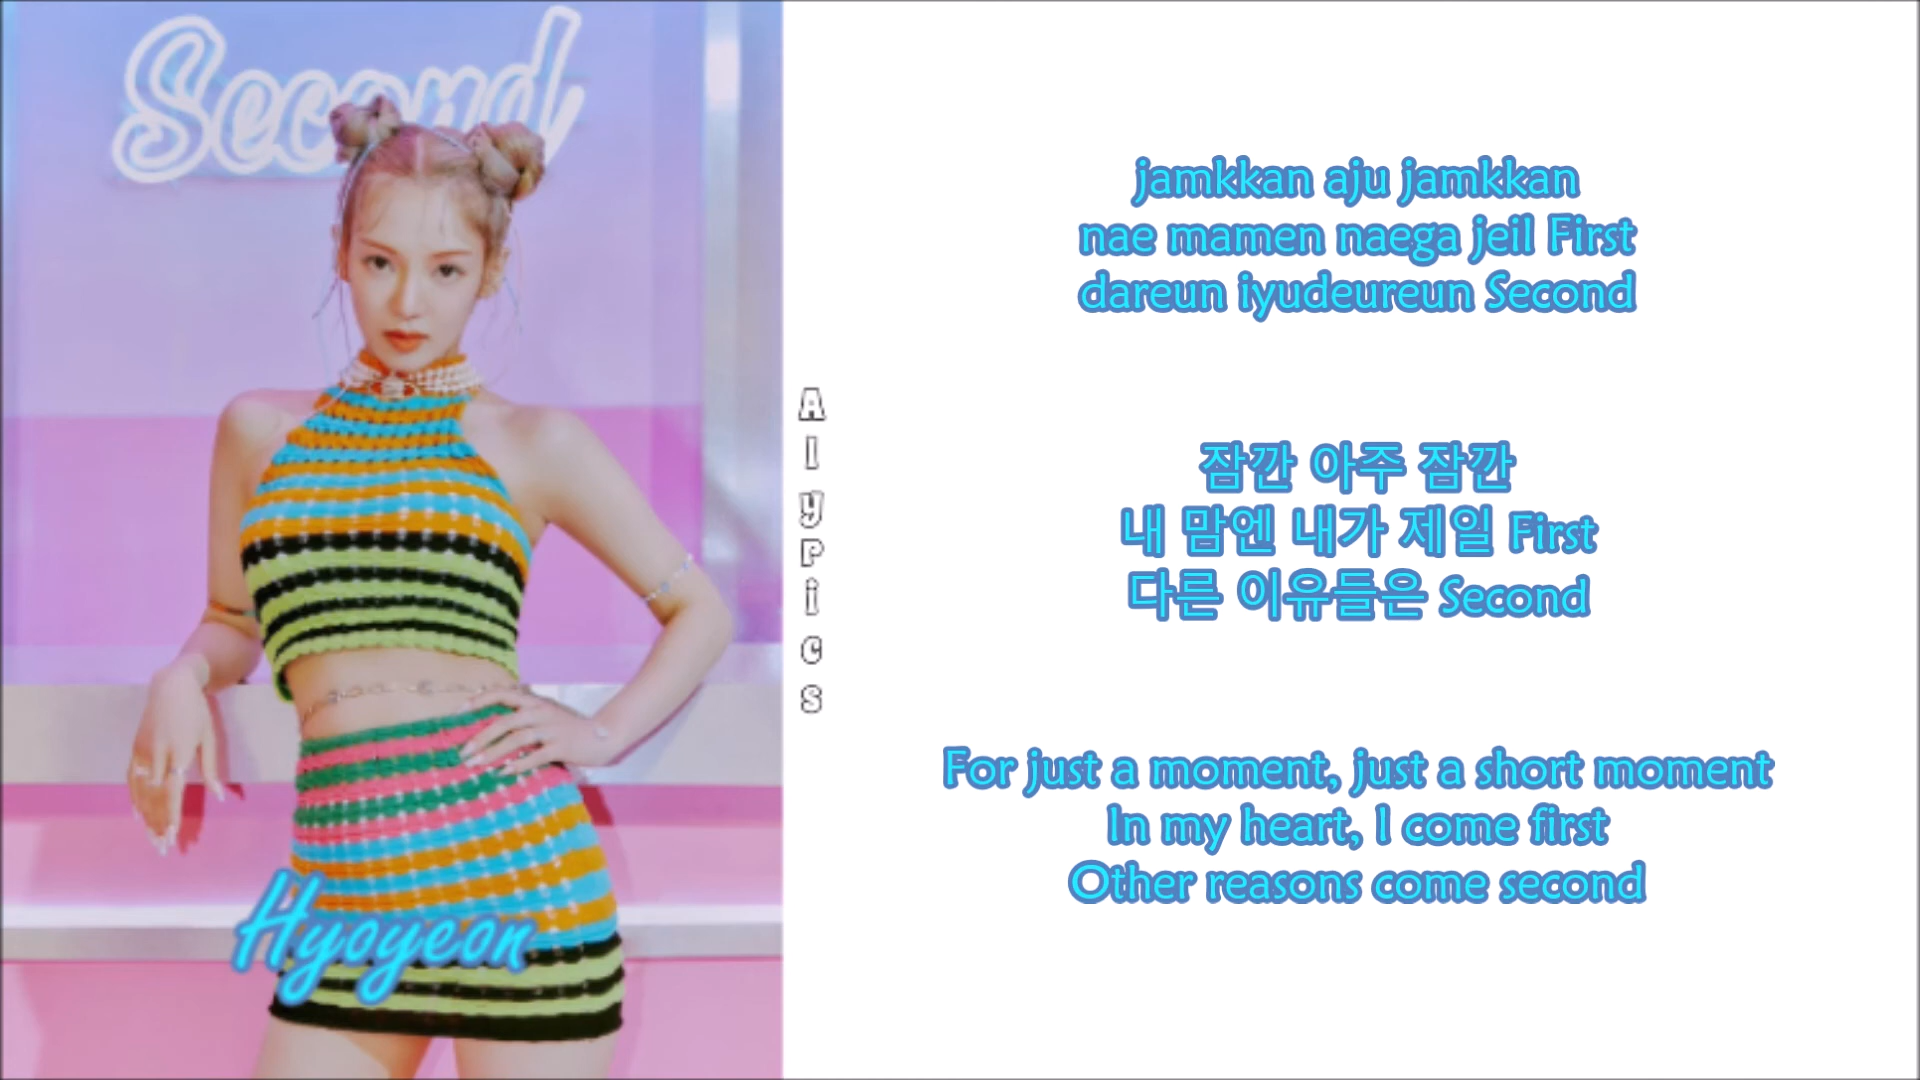 Second
Hyoyeon
AlyPics
jamkkan aju jamkkan
nae mamen naega jeil First
dareun iyudeureun Second
잠깐 아주 잠깐
내 맘엔 내가 제일 First
다른 이유들은 Second
For just a moment, just a short moment
In my heart, I come first
Other reasons come second